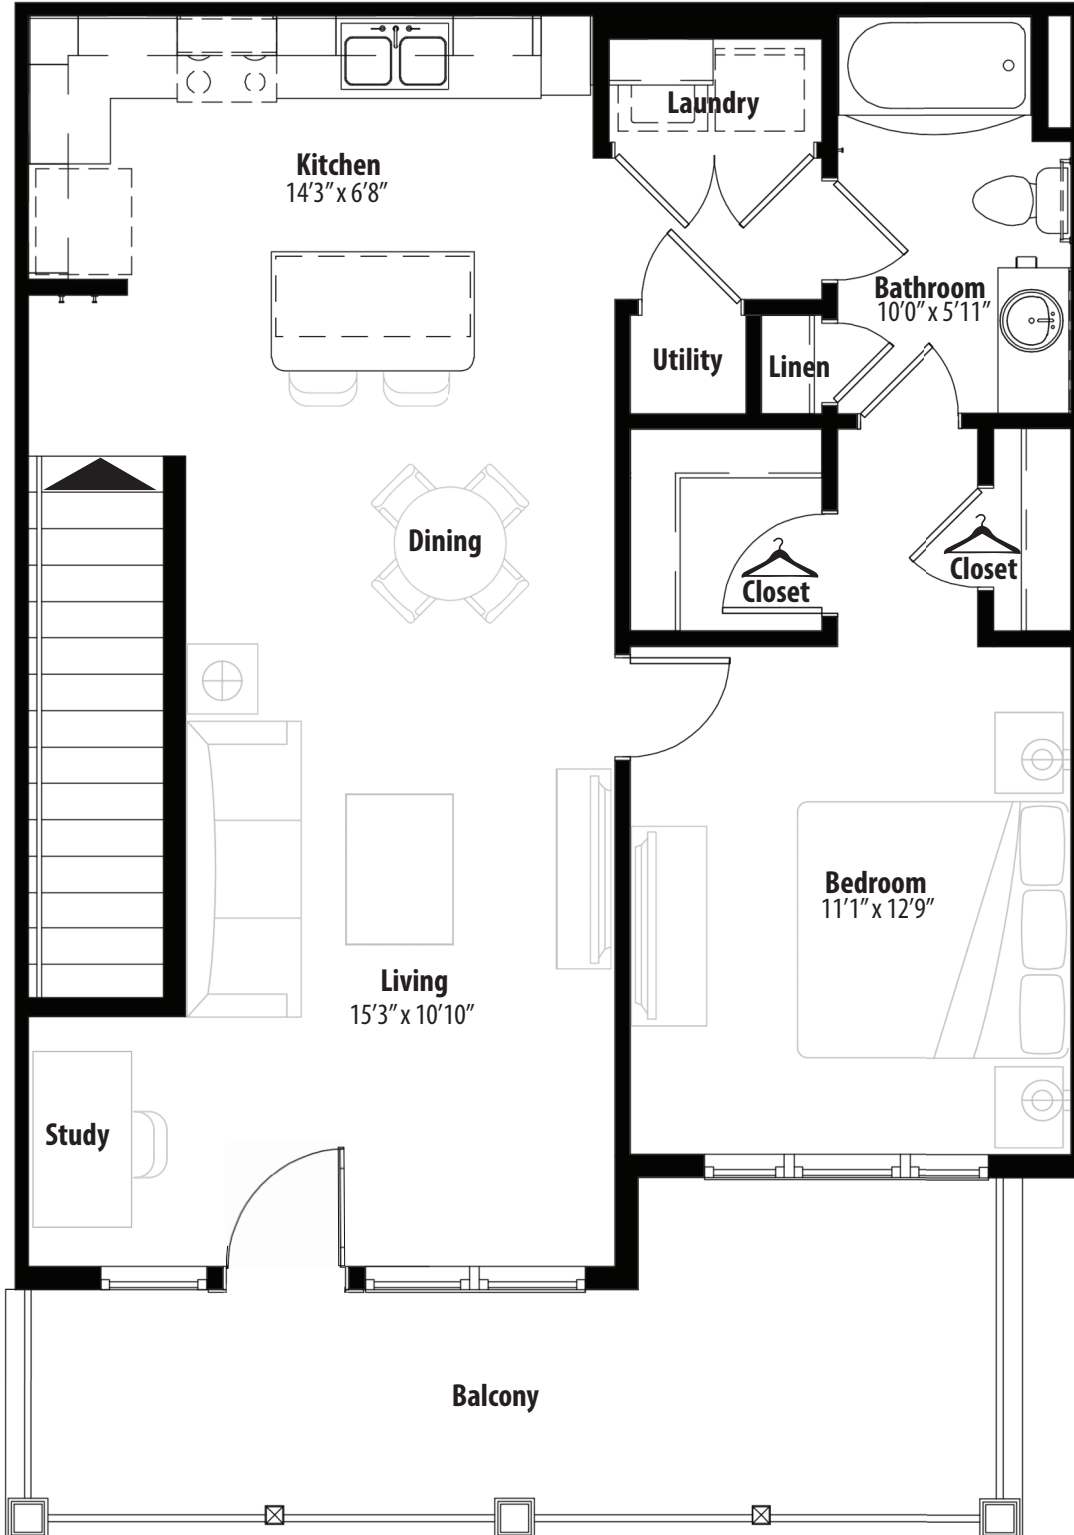 Laundry
Kitchen
14'3" x 6'8"
Bathroom
10'0" x 5'11"
Utility
Linen
Dining
Closet
Closet
Bedroom
11'1" x 12'9"
Living
15'3" x 10'10"
Study
Balcony